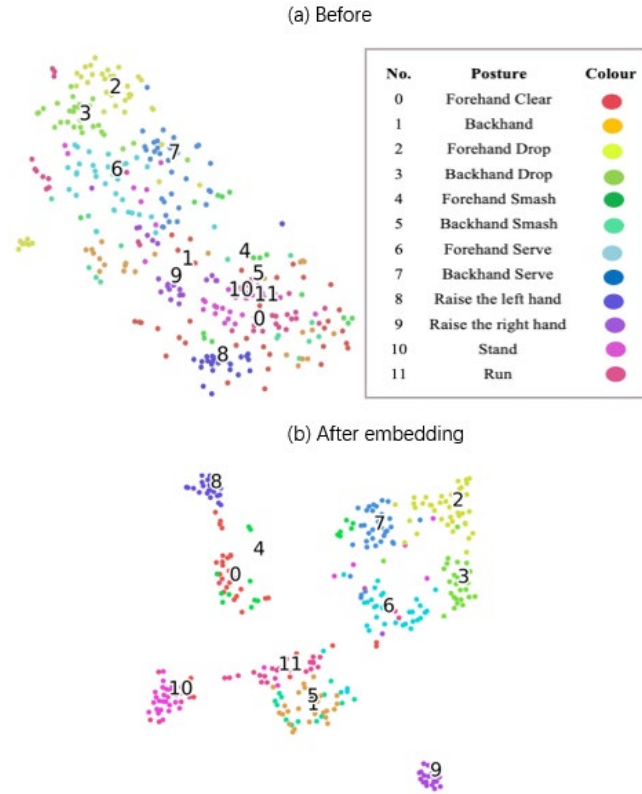 (a) Before
2
3
6
7
1
9
4
5
10
11
0
8
No. Posture Colour
0 Forehand Clear
1 Backhand
2 Forehand Drop
3 Backhand Drop
4 Forehand Smash
5 Backhand Smash
6 Forehand Serve
7 Backhand Serve
8 Raise the left hand
9 Raise the right hand
10 Stand
11 Run
(b) After embedding
8
4
0
7
2
3
6
11
10
5
1
9